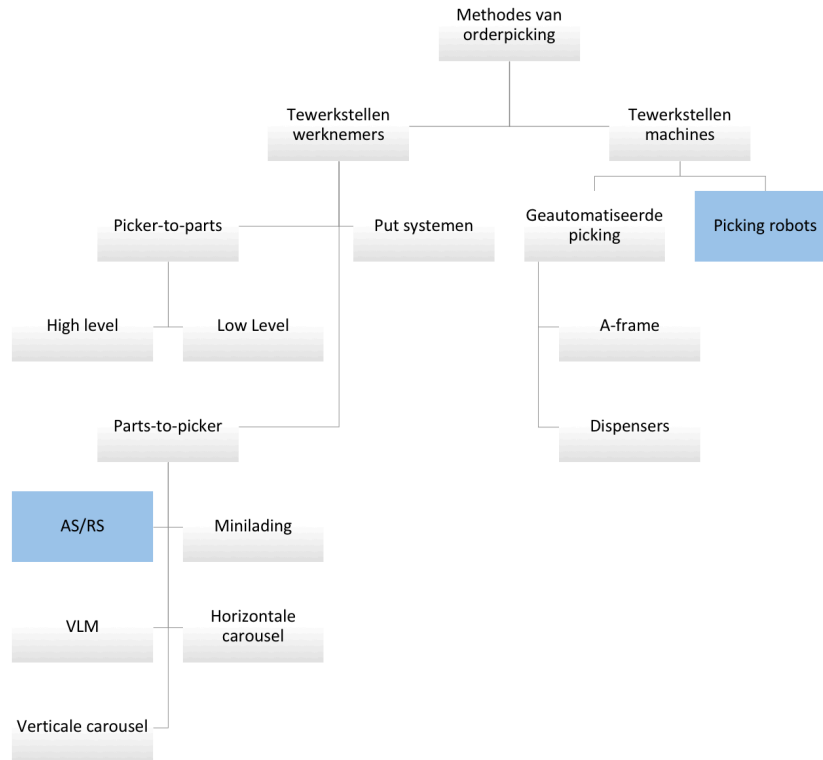 Methodes van
orderpicking
Tewerkstellen
werknemers
Tewerkstellen
machines
Picker-to-parts
Put systemen
Geautomatiseerde
picking
Picking robots
High level
Low Level
A-frame
Parts-to-picker
Dispensers
AS/RS
Minilading
VLM
Horizontale
carousel
Verticale carousel